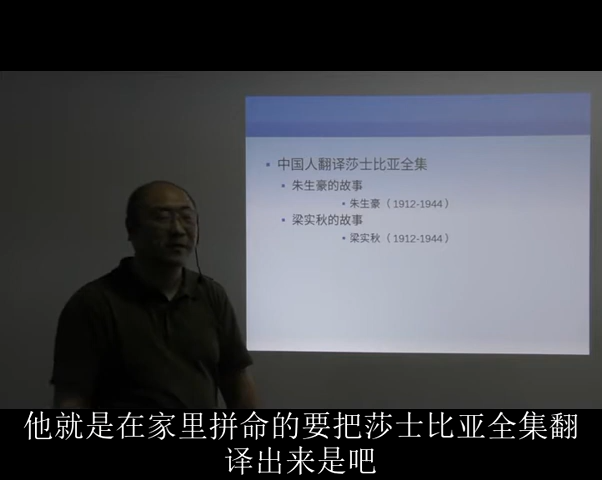 • 中国人翻译莎士比亚全集
• 朱生豪的故事
• 朱生豪（1912-1944）
• 梁实秋的故事
• 梁实秋（1912-1944）
他就是在家里拼命的要把莎士比亚全集翻
译出来是吧